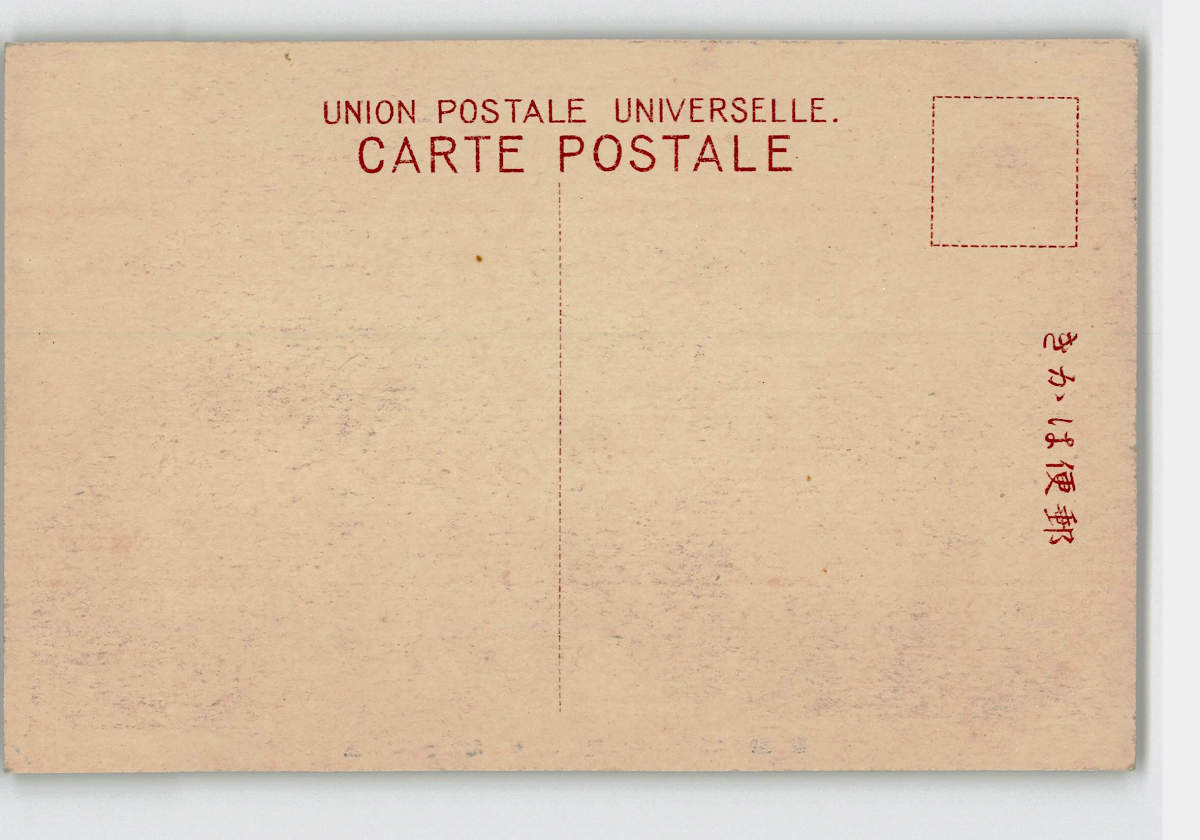 UNION POSTALE UNIVERSELLE.
CARTE POSTALE
郵便はかき